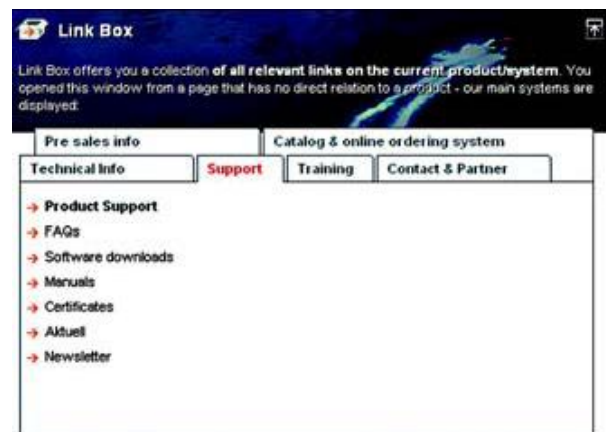 Link Box
Link Box offers you a collection of all relevant links on the current product/system. You
opened this window from a page that has no direct relation to a product - our main systems are
displayed:
Pre sales info
Catalog & online ordering system
Technical Info
Support
Training
Contact & Partner
Product Support
FAQs
Software downloads
Manuals
Certificates
Aktuell
Newsletter